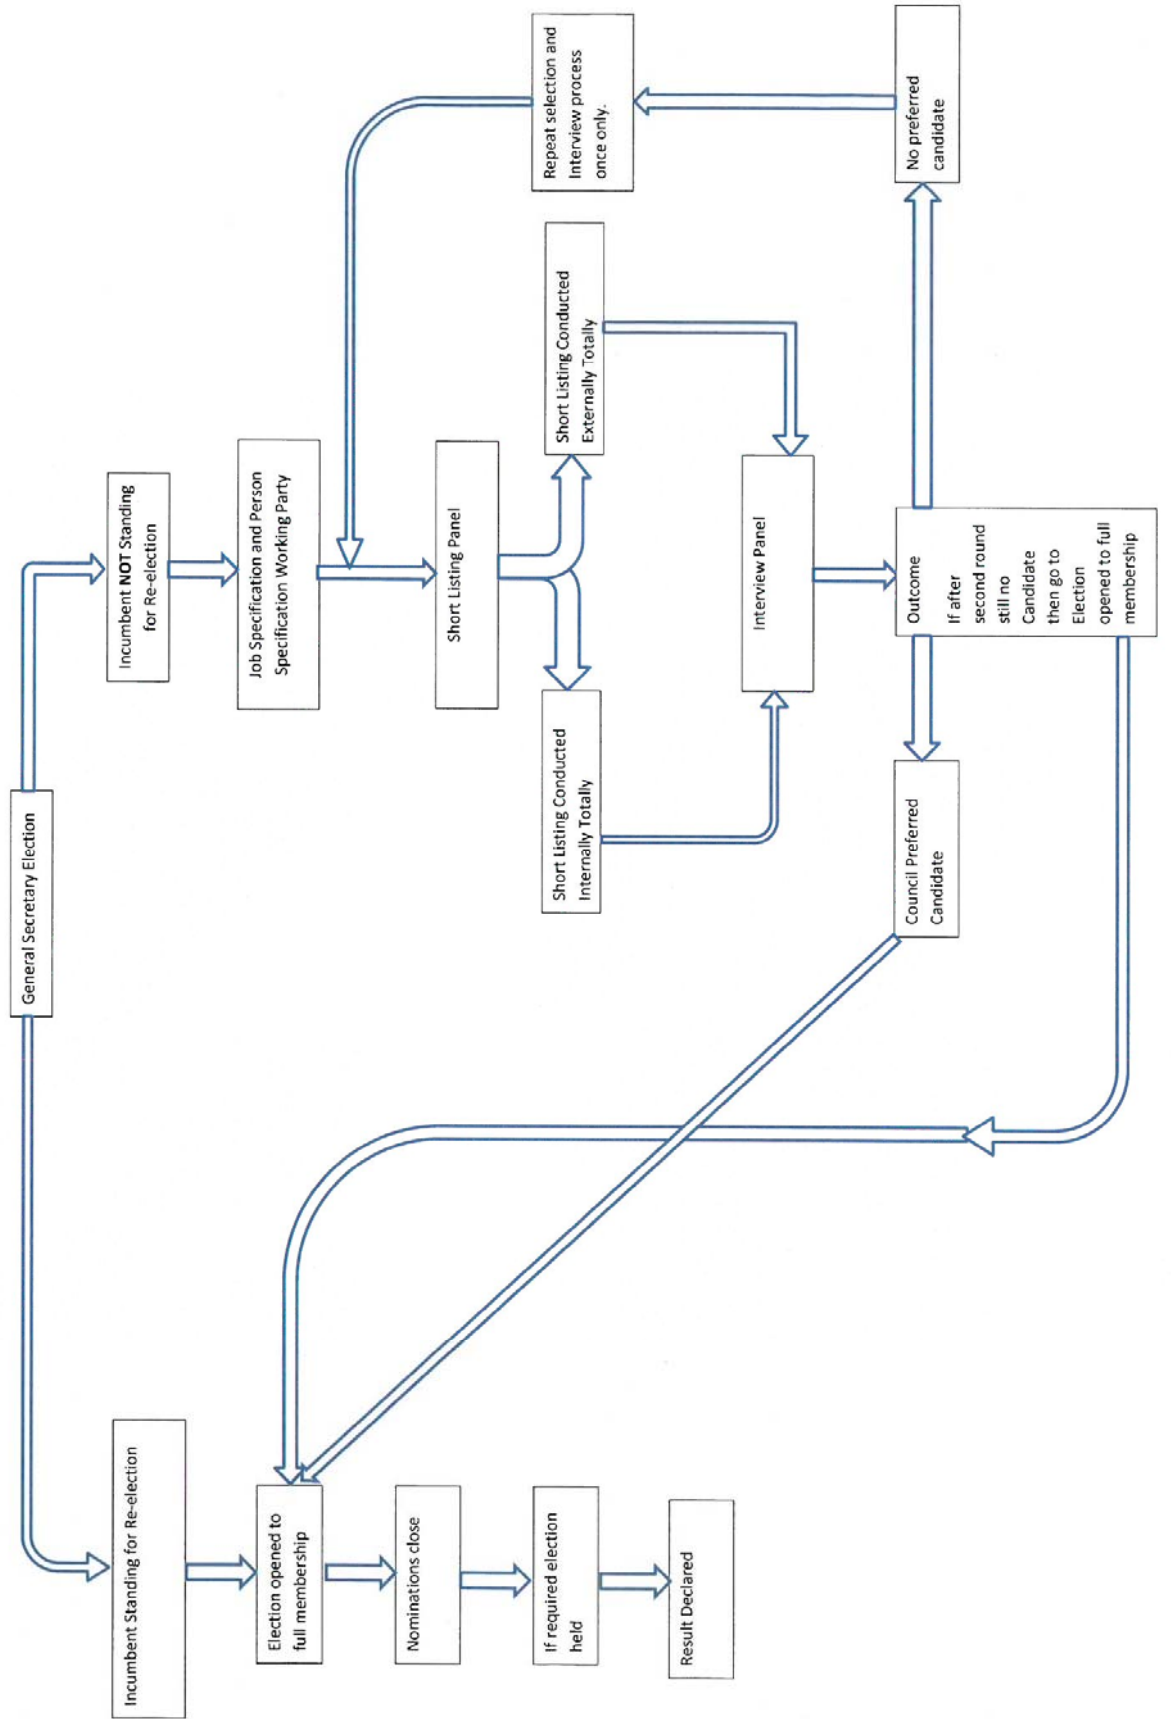 General Secretary Election
Incumbent Standing for Re-election
Election opened to
full membership
Nominations close
If required election
held
Result Declared
Incumbent NOT Standing
for Re-election
Job Specification and Person
Specification Working Party
Short Listing Panel
Short Listing Conducted
Internally Totally
Short Listing Conducted
Externally Totally
Interview Panel
Repeat selection and
Interview process
once only.
Council Preferred
Candidate
Outcome
If after
second round
still no
Candidate
then go to
Election
opened to full
membership
No preferred
candidate